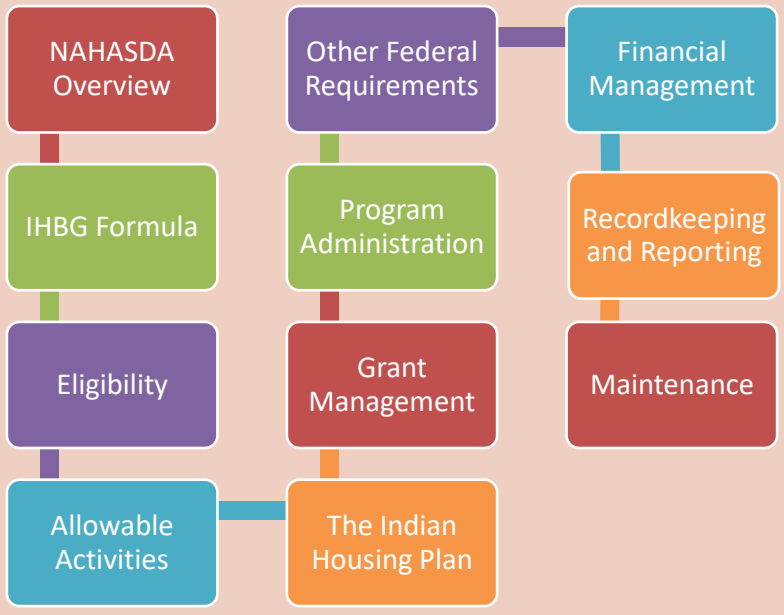 NAHASDA
Overview
IHBG Formula
Eligibility
Allowable
Activities
The Indian
Housing Plan
Grant
Management
Program
Administration
Other Federal
Requirements
Financial
Management
Recordkeeping
and Reporting
Maintenance